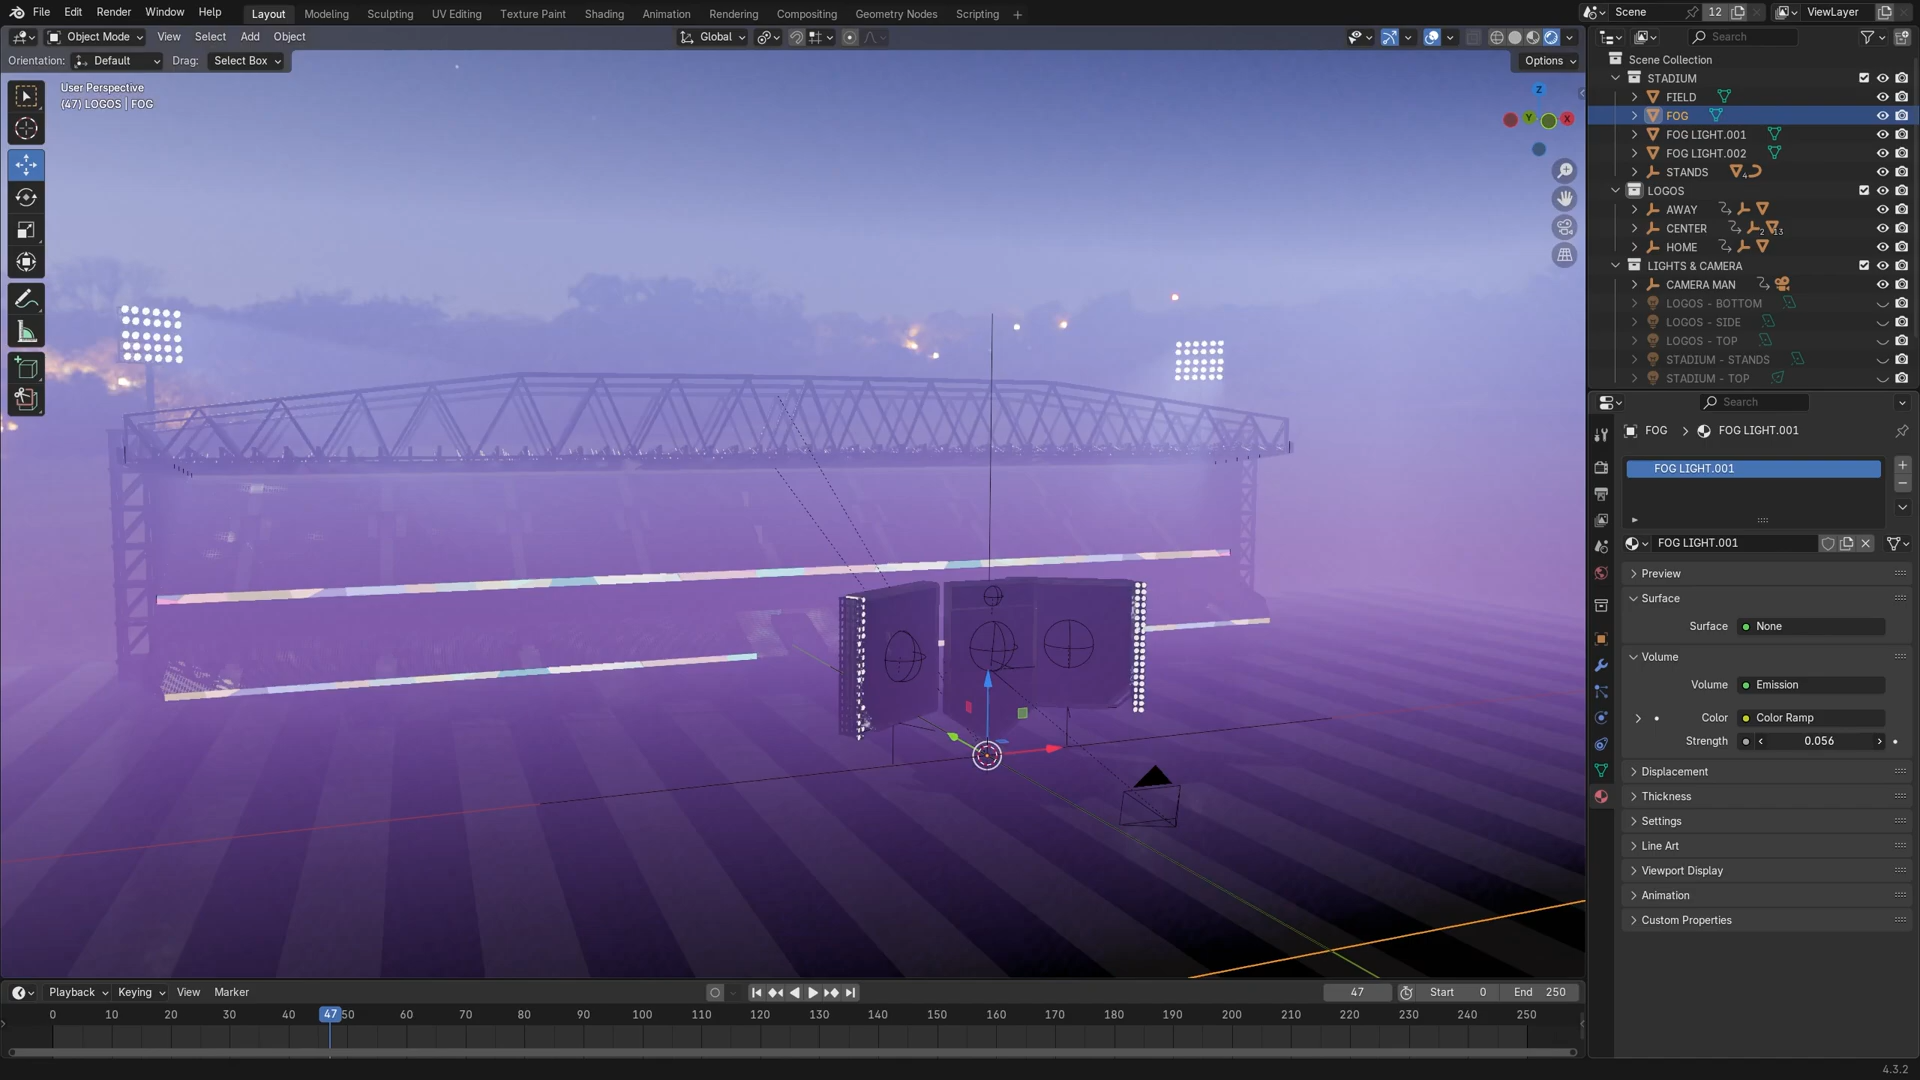 File Edit Render Window Help Layout Modeling Sculpting UV Editing Texture Paint Shading Animation Rendering Compositing Geometry Nodes Scripting + Scene 12 ViewLayer
Object Mode View Select Add Object Global Search
Orientation: Default Drag: Select Box Options
User Perspective
(47) LOGOS | FOG
Z
Y X
Scene Collection
STADIUM
FIELD
FOG
FOG LIGHT.001
FOG LIGHT.002
STANDS 4
LOGOS
AWAY
CENTER 2 13
HOME
LIGHTS & CAMERA
CAMERA MAN
LOGOS - BOTTOM
LOGOS - SIDE
LOGOS - TOP
STADIUM - STANDS
STADIUM - TOP
Search
FOG FOG LIGHT.001
FOG LIGHT.001
FOG LIGHT.001
Preview
Surface
Surface None
Volume
Volume Emission
Color Color Ramp
Strength 0.056
Displacement
Thickness
Settings
Line Art
Viewport Display
Animation
Custom Properties
Playback Keying View Marker 47 Start 0 End 250
0 10 20 30 40 47 50 60 70 80 90 100 110 120 130 140 150 160 170 180 190 200 210 220 230 240 250
4.3.2